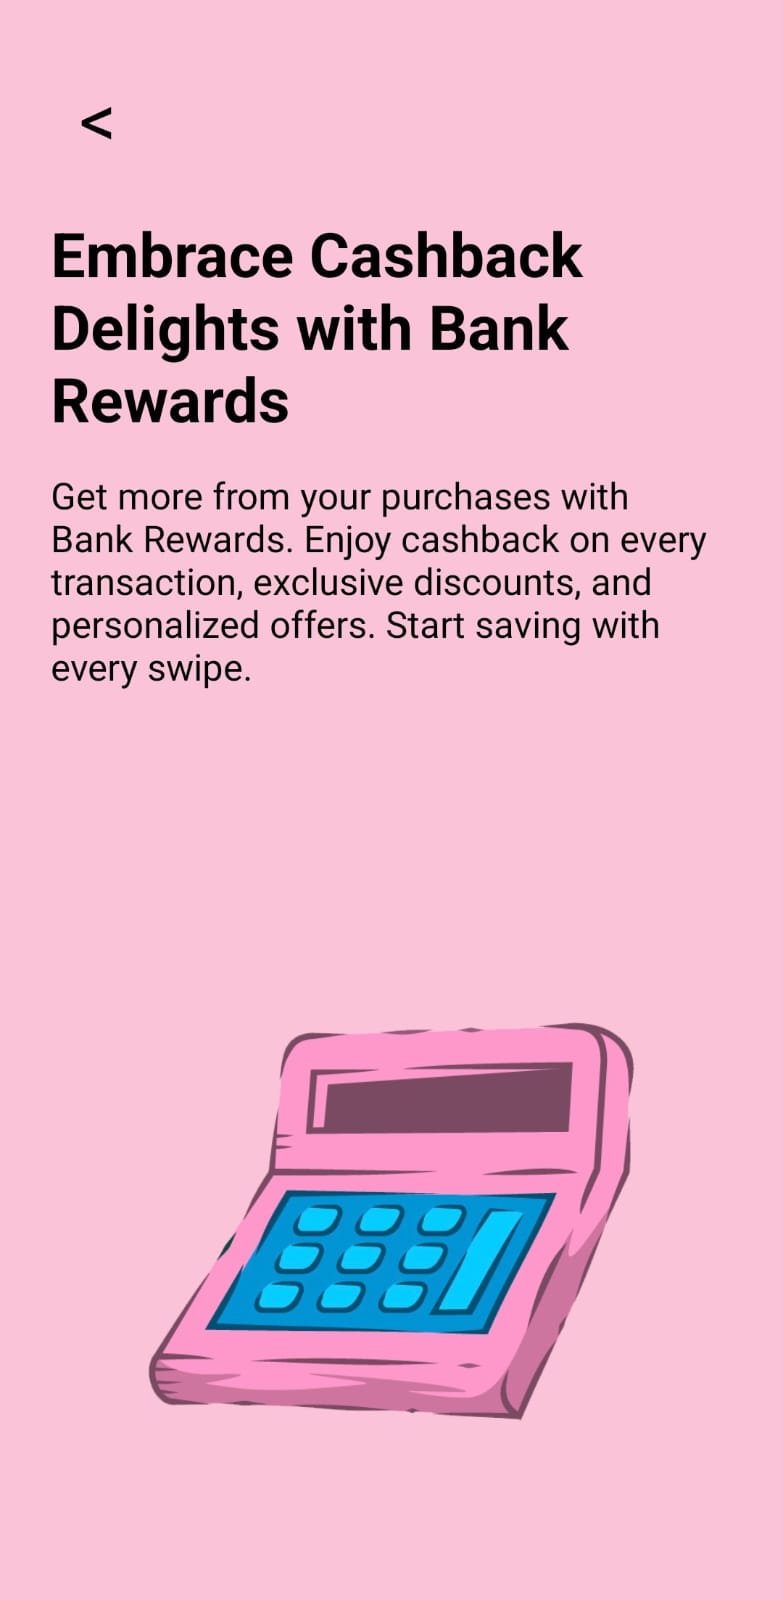 <
Embrace Cashback
Delights with Bank
Rewards
Get more from your purchases with
Bank Rewards. Enjoy cashback on every
transaction, exclusive discounts, and
personalized offers. Start saving with
every swipe.